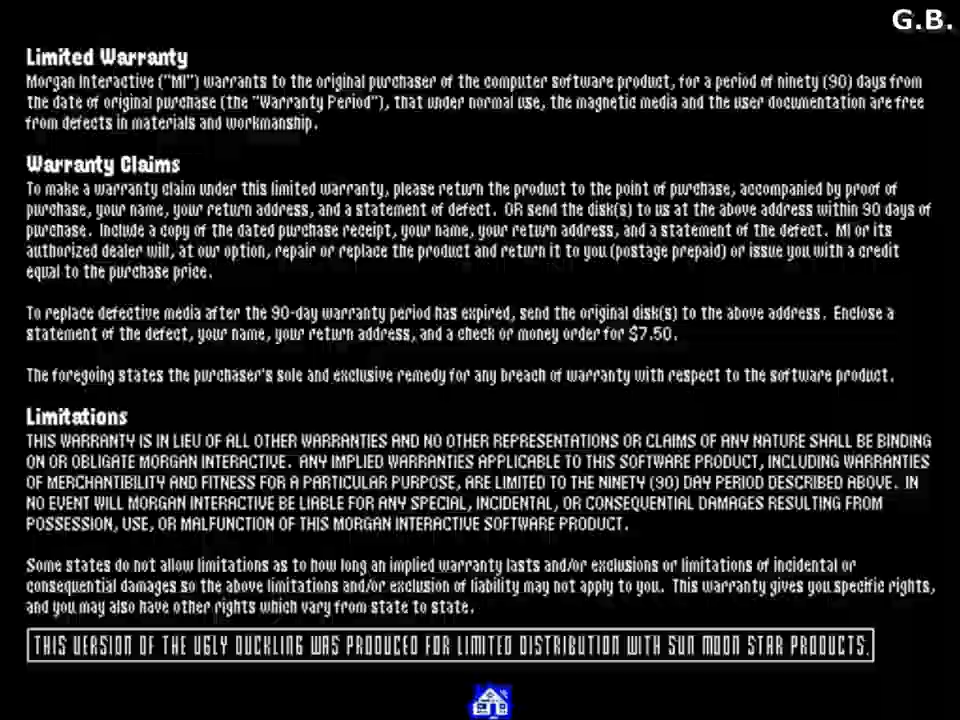 G.B.
Limited Warranty
Morgan Interactive ("MI") warrants to the original purchaser of the computer software product, for a period of ninety (90) days from
the date of original purchase (the "Warranty Period"), that under normal use, the magnetic media and the user documentation are free
from defects in materials and workmanship.
Warranty Claims
To make a warranty claim under this limited warranty, please return the product to the point of purchase, accompanied by proof of
purchase, your name, your return address, and a statement of defect. OR send the disk(s) to us at the above address within 90 days of
purchase. Include a copy of the dated purchase receipt, your name, your return address, and a statement of the defect. MI or its
authorized dealer will, at our option, repair or replace the product and return it to you (postage prepaid) or issue you with a credit
equal to the purchase price.
To replace defective media after the 90-day warranty period has expired, send the original disk(s) to the above address. Enclose a
statement of the defect, your name, your return address, and a check or money order for $7.50.
The foregoing states the purchaser's sole and exclusive remedy for any breach of warranty with respect to the software product.
Limitations
THIS WARRANTY IS IN LIEU OF ALL OTHER WARRANTIES AND NO OTHER REPRESENTATIONS OR CLAIMS OF ANY NATURE SHALL BE BINDING
ON OR OBLIGATE MORGAN INTERACTIVE. ANY IMPLIED WARRANTIES APPLICABLE TO THIS SOFTWARE PRODUCT, INCLUDING WARRANTIES
OF MERCHANTIBILITY AND FITNESS FOR A PARTICULAR PURPOSE, ARE LIMITED TO THE NINETY (90) DAY PERIOD DESCRIBED ABOVE. IN
NO EVENT WILL MORGAN INTERACTIVE BE LIABLE FOR ANY SPECIAL, INCIDENTAL, OR CONSEQUENTIAL DAMAGES RESULTING FROM
POSSESSION, USE, OR MALFUNCTION OF THIS MORGAN INTERACTIVE SOFTWARE PRODUCT.
Some states do not allow limitations as to how long an implied warranty lasts and/or exclusions or limitations of incidental or
consequential damages so the above limitations and/or exclusion of liability may not apply to you. This warranty gives you specific rights,
and you may also have other rights which vary from state to state.
THIS VERSION OF THE UGLY DUCKLING WAS PRODUCED FOR LIMITED DISTRIBUTION WITH SUN MOON STAR PRODUCTS.